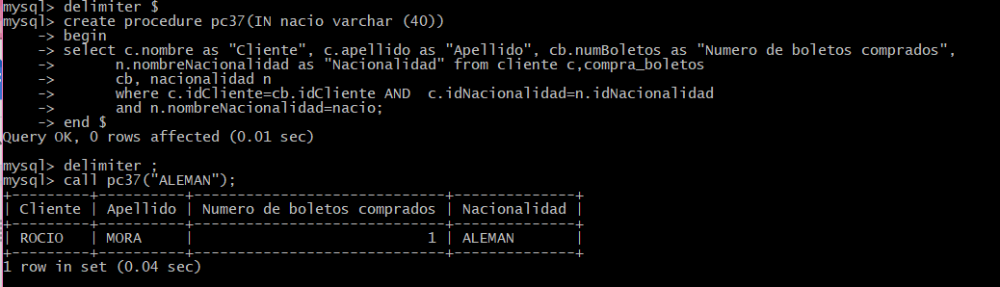 mysql> delimiter $
mysql> create procedure pc37(IN nacio varchar (40))
    -> begin
    -> select c.nombre as "Cliente", c.apellido as "Apellido", cb.numBoletos as "Numero de boletos comprados",
    ->        n.nombreNacionalidad as "Nacionalidad" from cliente c,compra_boletos
    ->        cb, nacionalidad n
    ->        where c.idCliente=cb.idCliente AND  c.idNacionalidad=n.idNacionalidad
    ->        and n.nombreNacionalidad=nacio;
    -> end $
Query OK, 0 rows affected (0.01 sec)

mysql> delimiter ;
mysql> call pc37("ALEMAN");
+---------+----------+-----------------------------+--------------+
| Cliente | Apellido | Numero de boletos comprados | Nacionalidad |
+---------+----------+-----------------------------+--------------+
| ROCIO   | MORA     |                           1 | ALEMAN       |
+---------+----------+-----------------------------+--------------+
1 row in set (0.04 sec)